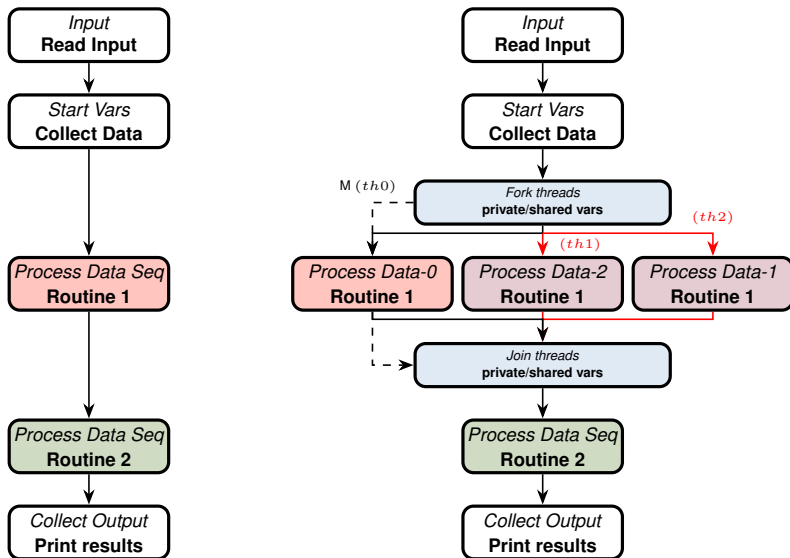 Input
Read Input
Start Vars
Collect Data
Process Data Seq
Routine 1
Process Data Seq
Routine 2
Collect Output
Print results
Input
Read Input
Start Vars
Collect Data
M (th0)
Fork threads
private/shared vars
(th2)
(th1)
Process Data-0
Routine 1
Process Data-2
Routine 1
Process Data-1
Routine 1
Join threads
private/shared vars
Process Data Seq
Routine 2
Collect Output
Print results